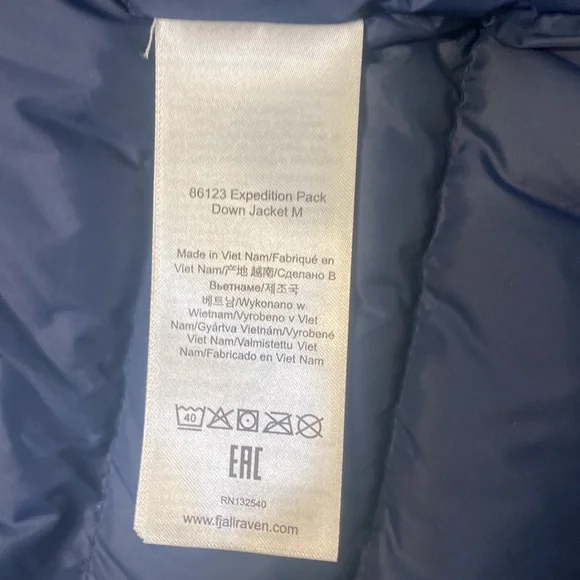 86123 Expedition Pack
Down Jacket M
Made in Viet Nam/Fabriqué en
Viet Nam/产地 越南/Сделано В
Вьетнаме/제조국
베트남/Wykonano w
Wietnam/Vyrobeno v Viet
Nam/Gyártva Vietnám/Vyrobené
Viet Nam/Vaimistettu Viet
Nam/Fabricado en Viet Nam
40
EAC
RN132540
www.fjallraven.com